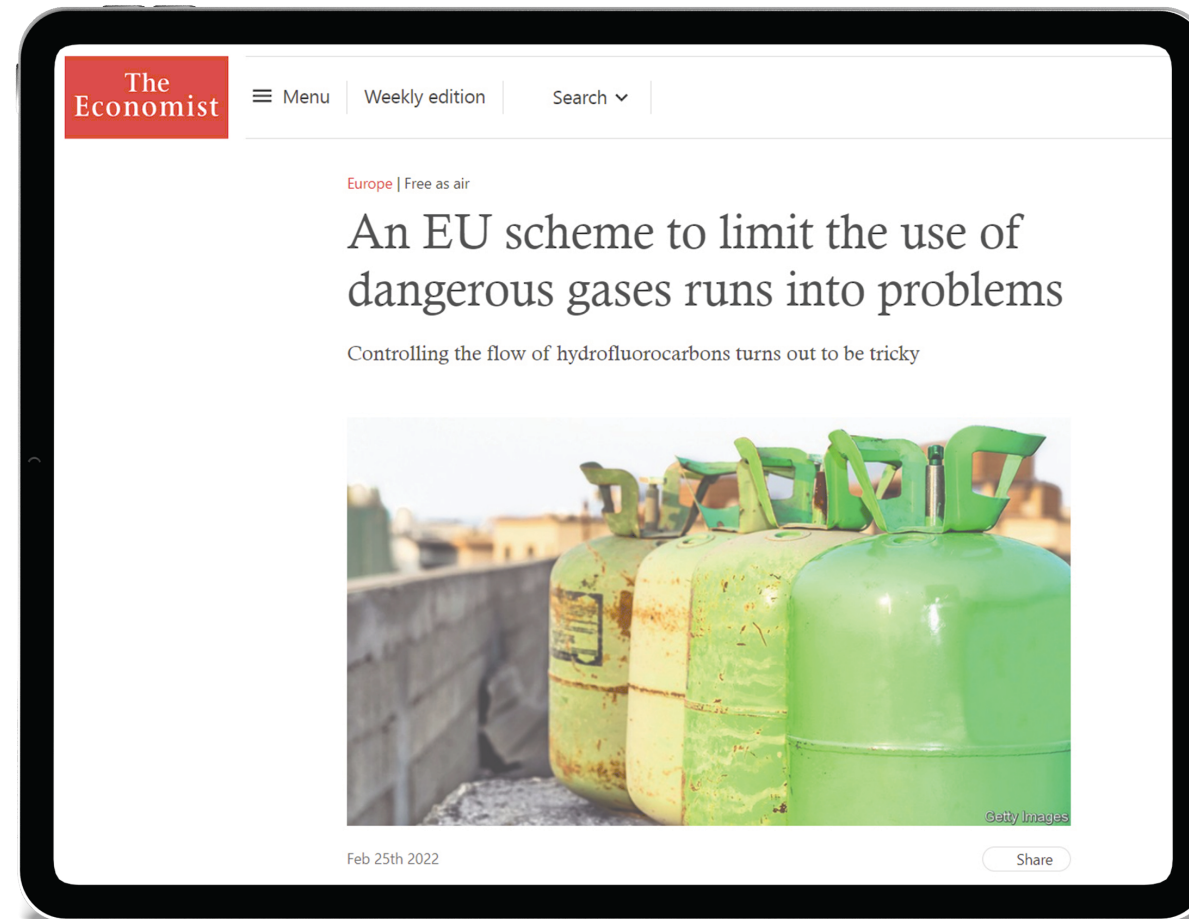 The
Economist
Menu
Weekly edition
Search
Europe | Free as air
An EU scheme to limit the use of
dangerous gases runs into problems
Controlling the flow of hydrofluorocarbons turns out to be tricky
Getty Images
Feb 25th 2022
Share